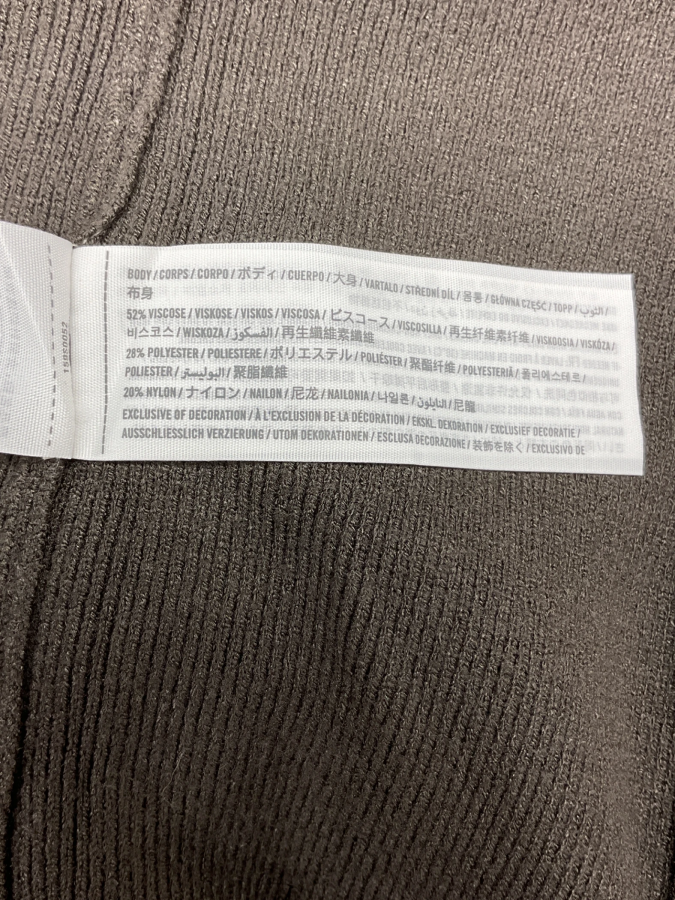 BODY / CORPS / CORPO / ボディ / CUERPO / 大身 / VARTALO / STŘEDNÍ DÍL / 몸통 / GŁÓWNA CZĘŚĆ / TOPP / الثوب /
布身
52% VISCOSE / VISKOSE / VISKOS / VISCOSA / ビスコース / VISCOSILLA / 再生纤维素纤维 / VISKOOSIA / VISKÓZA /
비스코스 / WISKOZA / الفسكوز / 再生纖維素纖維
28% POLYESTER / POLIESTERE / ポリエステル / POLIÉSTER / 聚酯纤维 / POLYESTERIÄ / 폴리에스테르 /
POLIESTER / البوليستر / 聚脂纖維
20% NYLON / ナイロン / NAILON / 尼龙 / NAILONIA / 나일론 / النايلون / 尼龍
EXCLUSIVE OF DECORATION / À L'EXCLUSION DE LA DÉCORATION / EKSKL. DEKORATION / EXCLUSIEF DECORATIE /
AUSSCHLIESSLICH VERZIERUNG / UTOM DEKORATIONEN / ESCLUSA DECORAZIONE / 装飾を除く / EXCLUSIVO DE
15950052